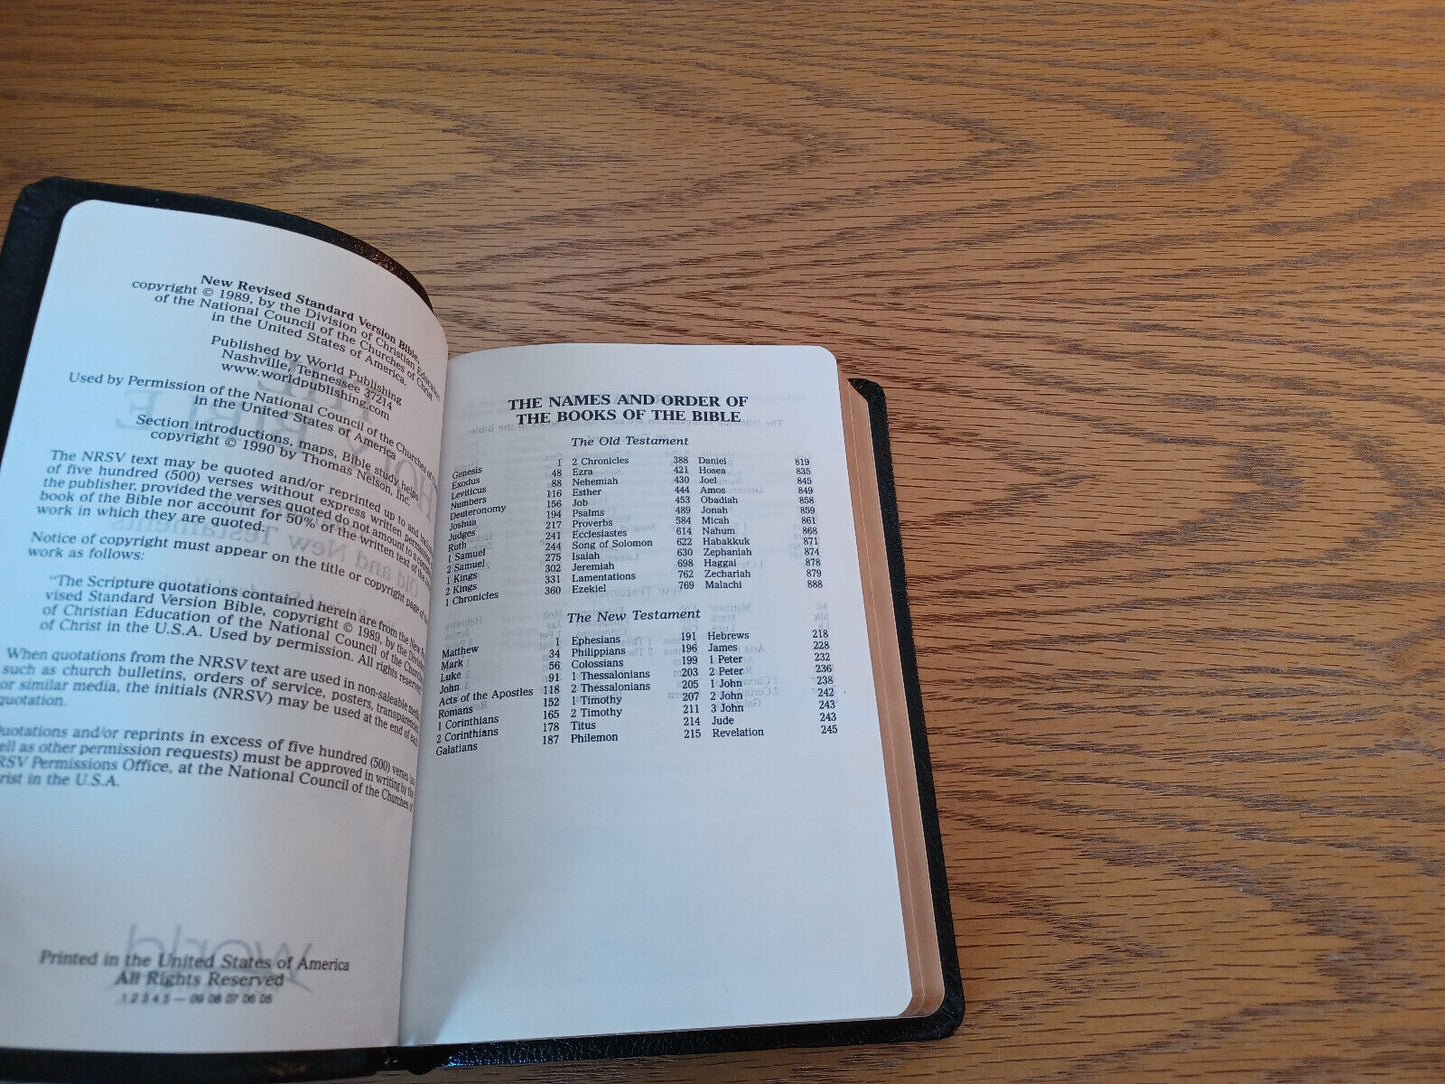 New Revised Standard Version Bible,
copyright © 1989, by the Division of Christian Education
of the National Council of the Churches of Christ
in the United States of America.
Published by World Publishing
Nashville, Tennessee 37214
www.worldpublishing.com
Used by Permission of the National Council of the Churches of
in the United States of America
Section introductions, maps, Bible study helps
copyright © 1990 by Thomas Nelson, Inc.
The NRSV text may be quoted and/or reprinted up to and
of five hundred (500) verses without express written
the publisher, provided the verses quoted do not amount to a
book of the Bible nor account for 50% of the written text of the
work in which they are quoted.
Notice of copyright must appear on the title or copyright page of
work as follows:
"The Scripture quotations contained herein are from the New
vised Standard Version Bible, copyright © 1989, by the Division
of Christian Education of the National Council of the Churches
of Christ in the U.S.A. Used by permission. All rights reserved
When quotations from the NRSV text are used in non-saleable
such as church bulletins, orders of service, posters, transparencies
or similar media, the initials (NRSV) may be used at the end of each
quotation.
Quotations and/or reprints in excess of five hundred (500) verses
ell as other permission requests) must be approved in writing by the
RSV Permissions Office, at the National Council of the Churches of
rist in the U.S.A.
world
Printed in the United States of America
All Rights Reserved
1 2 3 4 5 — 09 08 07 06 05
THE NAMES AND ORDER OF
THE BOOKS OF THE BIBLE
The Old Testament
Genesis 1 2 Chronicles 388 Daniel 819
Exodus 48 Ezra 421 Hosea 835
Leviticus 88 Nehemiah 430 Joel 845
Numbers 116 Esther 444 Amos 849
Deuteronomy 156 Job 453 Obadiah 858
Joshua 194 Psalms 489 Jonah 859
Judges 217 Proverbs 584 Micah 861
Ruth 241 Ecclesiastes 614 Nahum 868
1 Samuel 244 Song of Solomon 622 Habakkuk 871
2 Samuel 275 Isaiah 630 Zephaniah 874
1 Kings 302 Jeremiah 698 Haggai 878
2 Kings 331 Lamentations 762 Zechariah 879
1 Chronicles 360 Ezekiel 769 Malachi 888
The New Testament
Matthew 1 Ephesians 191 Hebrews 218
Mark 34 Philippians 196 James 228
Luke 56 Colossians 199 1 Peter 232
John 91 1 Thessalonians 203 2 Peter 236
Acts of the Apostles 118 2 Thessalonians 205 1 John 238
Romans 152 1 Timothy 207 2 John 242
1 Corinthians 165 2 Timothy 211 3 John 243
2 Corinthians 178 Titus 214 Jude 243
Galatians 187 Philemon 215 Revelation 245